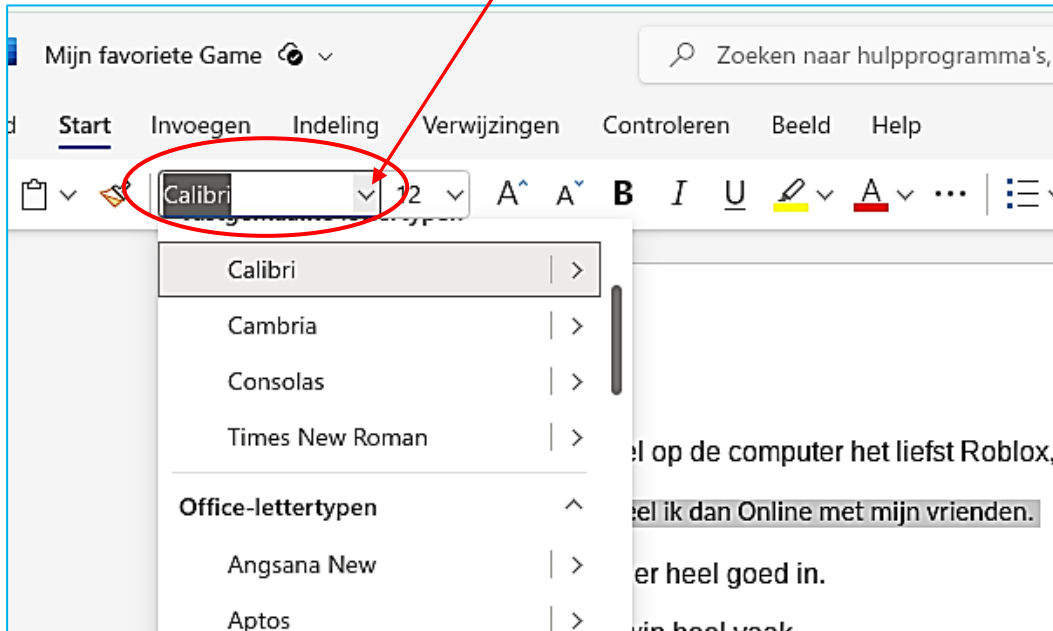 Mijn favoriete Game
Zoeken naar hulpprogramma's,
Start Invoegen Indeling Verwijzingen Controleren Beeld Help
Calibri 12 A A B I U A
Calibri
Cambria
Consolas
Times New Roman
Office-lettertypen
Angsana New
Aptos
op de computer het liefst Roblox,
ik dan Online met mijn vrienden.
er heel goed in.
heel vaak